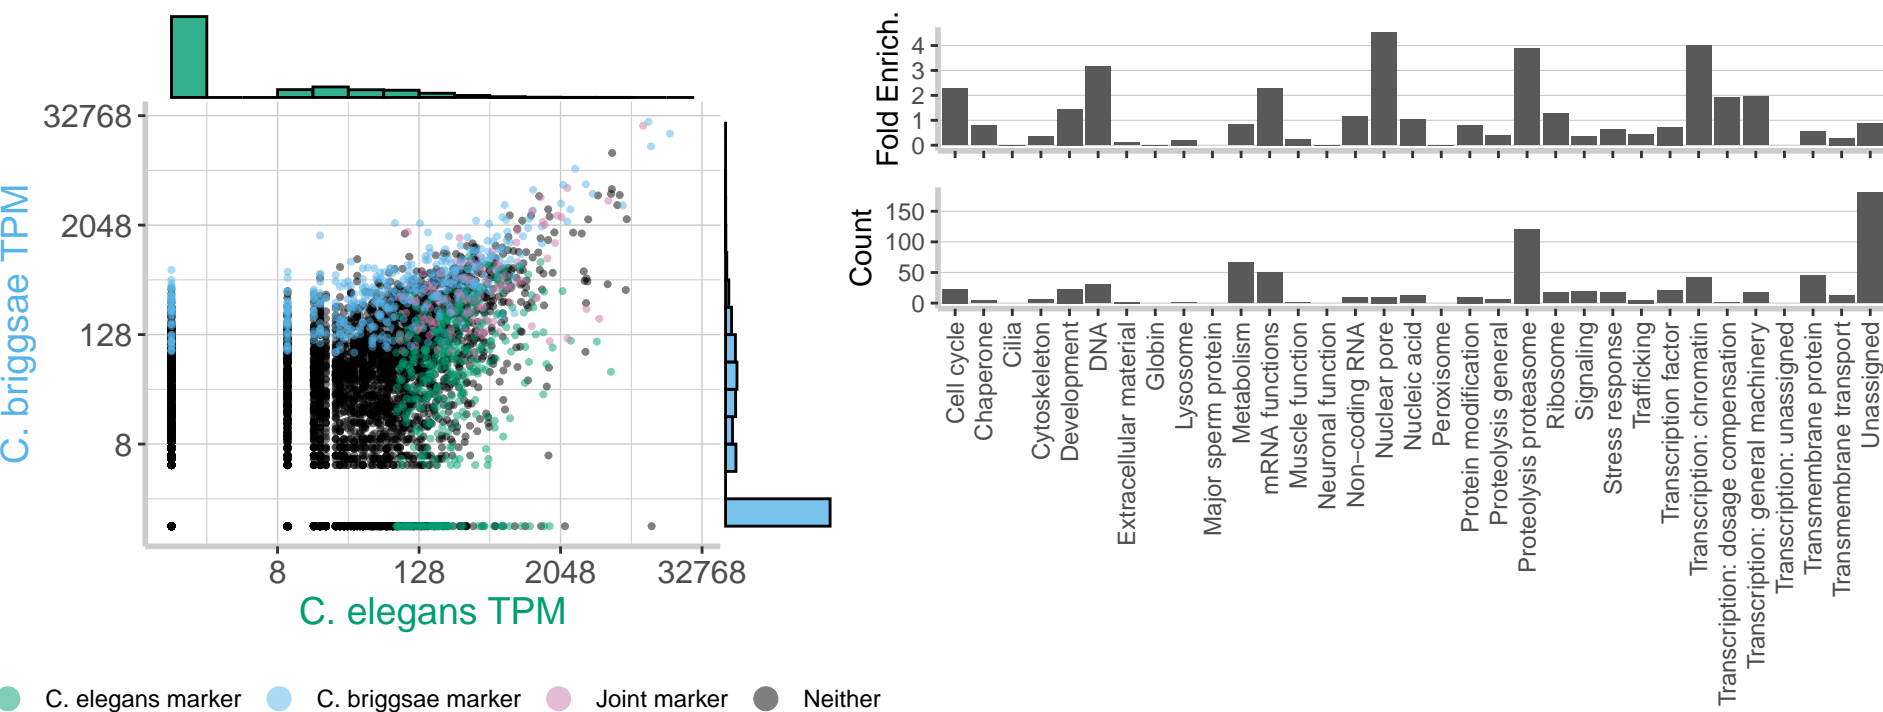 C. briggsae TPM
32768
2048
128
8
8
128
2048
32768
C. elegans TPM
C. elegans marker
C. briggsae marker
Joint marker
Neither
Fold Enrich.
4
3
2
1
0
Count
150
100
50
0
Cell cycle
Chaperone
Cilia
Cytoskeleton
Development
DNA
Extracellular material
Globin
Lysosome
Major sperm protein
Metabolism
mRNA functions
Muscle function
Neuronal function
Non−coding RNA
Nuclear pore
Nucleic acid
Peroxisome
Protein modification
Proteolysis general
Proteolysis proteasome
Ribosome
Signaling
Stress response
Trafficking
Transcription factor
Transcription: chromatin
Transcription: dosage compensation
Transcription: general machinery
Transcription: unassigned
Transmembrane protein
Transmembrane transport
Unassigned